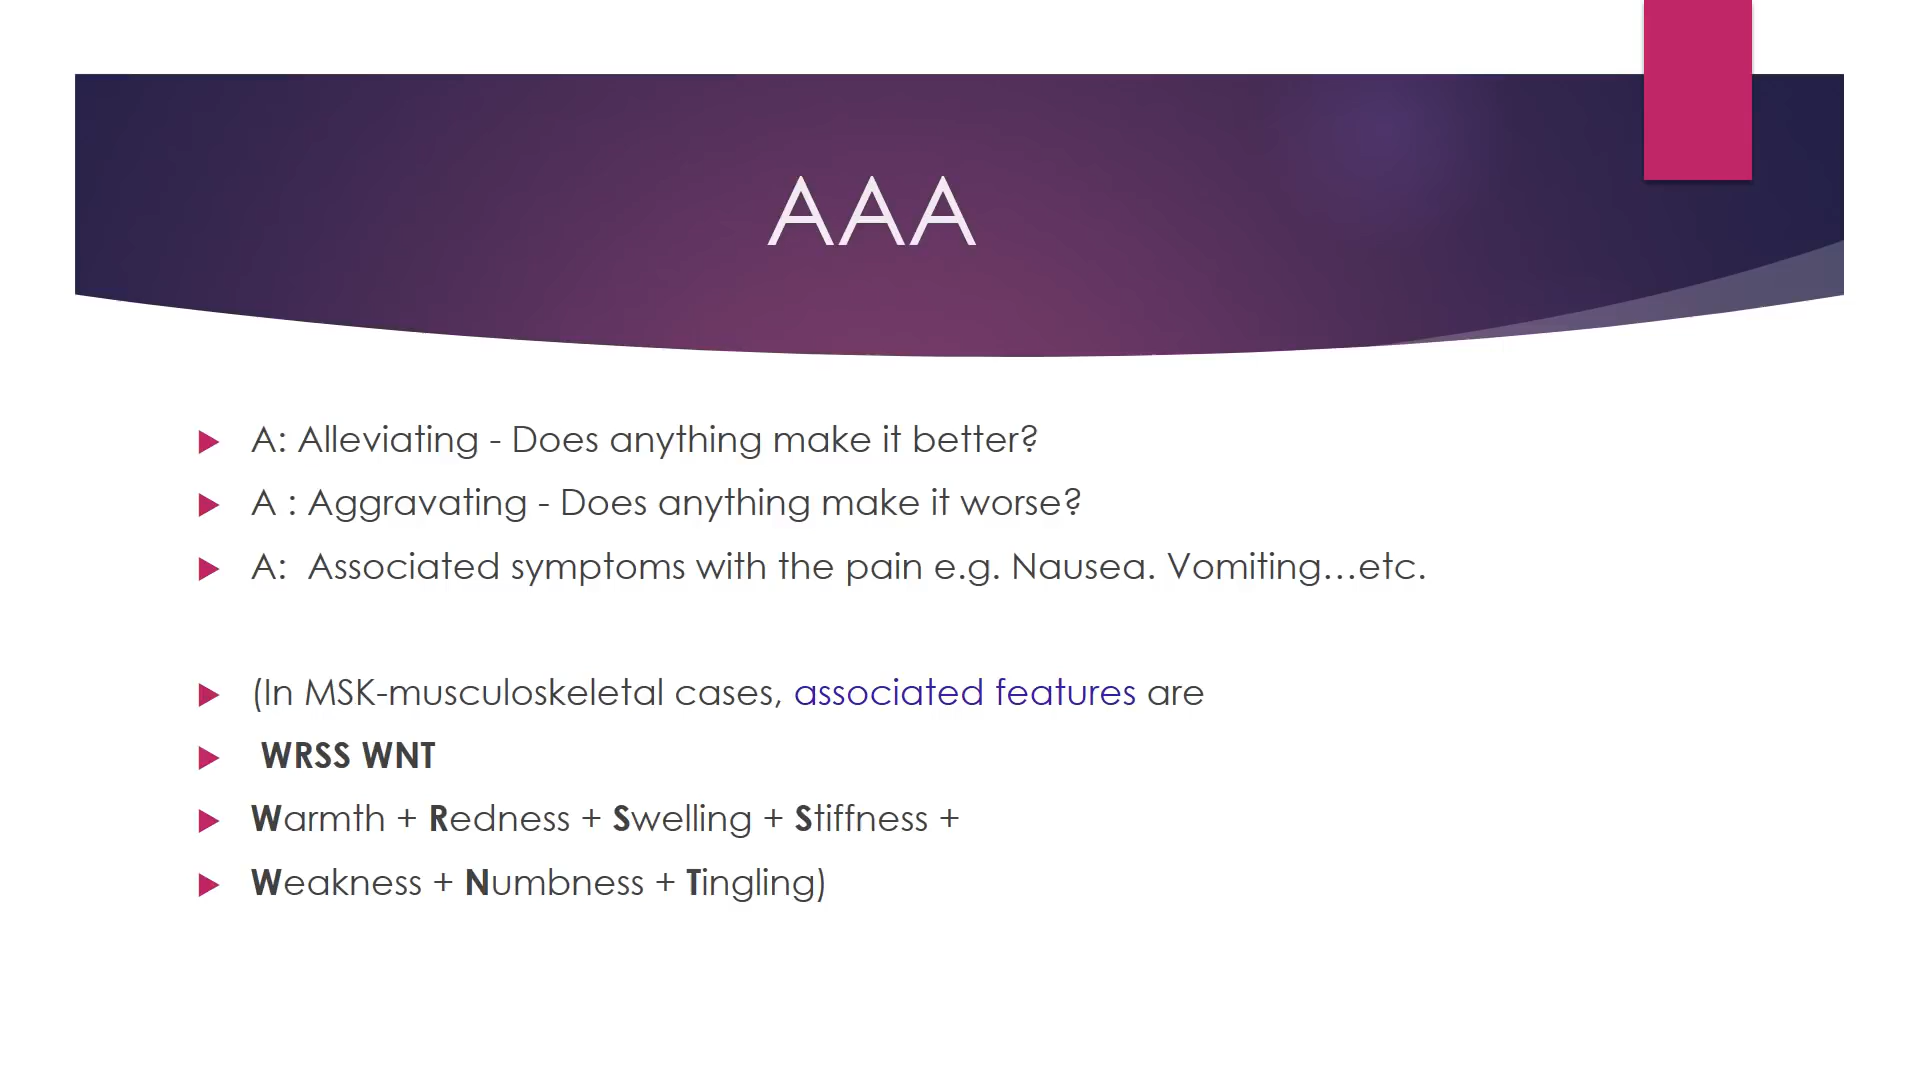 AAA
A: Alleviating - Does anything make it better?
A : Aggravating - Does anything make it worse?
A:  Associated symptoms with the pain e.g. Nausea. Vomiting…etc.
(In MSK-musculoskeletal cases, associated features are
WRSS WNT
Warmth + Redness + Swelling + Stiffness +
Weakness + Numbness + Tingling)